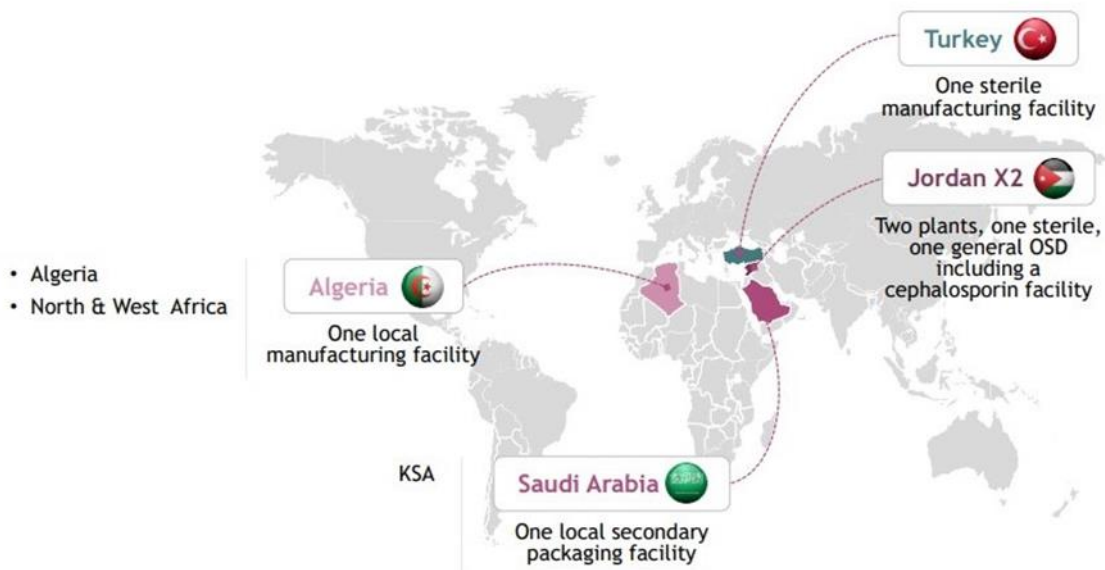 Turkey
One sterile
manufacturing facility
Jordan X2
Two plants, one sterile,
one general OSD
including a
cephalosporin facility
• Algeria
• North & West Africa
Algeria
One local
manufacturing facility
KSA
Saudi Arabia
One local secondary
packaging facility